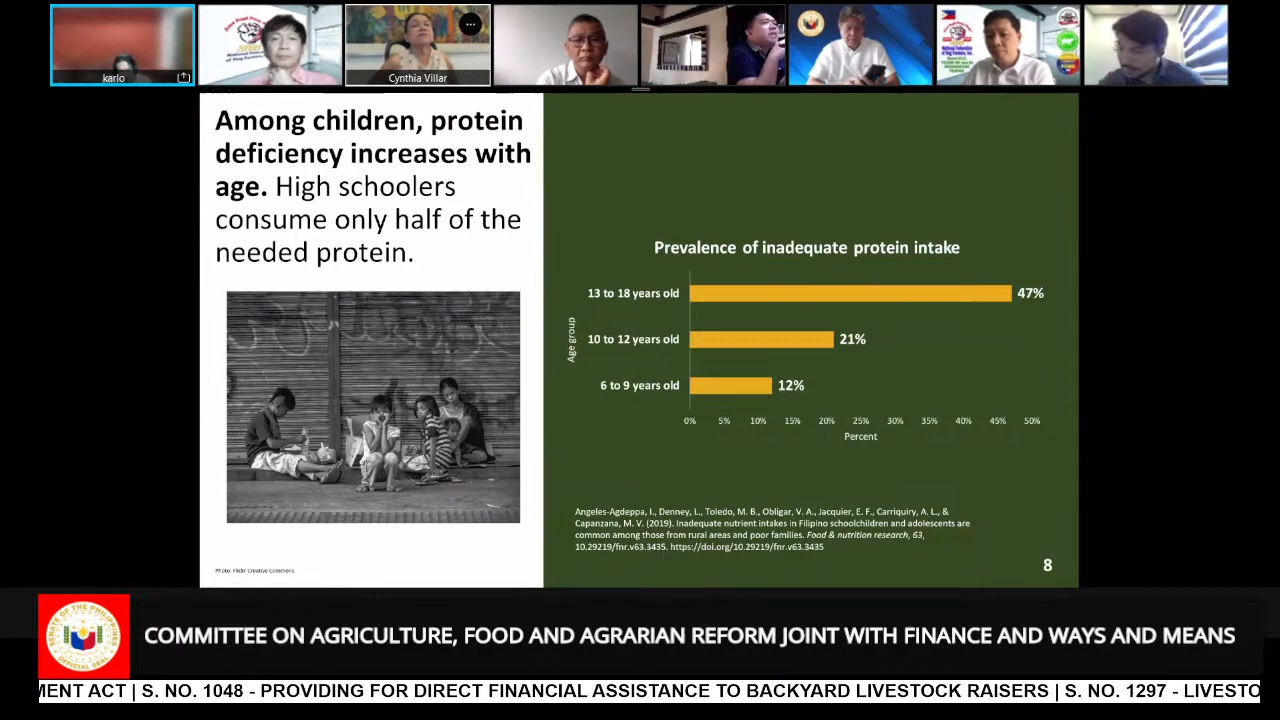 karlo
Cynthia Villar
Among children, protein
deficiency increases with
age. High schoolers
consume only half of the
needed protein.
Photo: Flickr Creative Commons
Prevalence of inadequate protein intake
Age group
13 to 18 years old 47%
10 to 12 years old 21%
6 to 9 years old 12%
0% 5% 10% 15% 20% 25% 30% 35% 40% 45% 50%
Percent
Angeles-Agdeppa, I., Denney, L., Toledo, M. B., Obligar, V. A., Jacquier, E. F., Carriquiry, A. L., &
Capanzana, M. V. (2019). Inadequate nutrient intakes in Filipino schoolchildren and adolescents are
common among those from rural areas and poor families. Food & nutrition research, 63,
10.29219/fnr.v63.3435. https://doi.org/10.29219/fnr.v63.3435
8
SENATE OF THE PHILIPPINES
OFFICIAL SEAL
COMMITTEE ON AGRICULTURE, FOOD AND AGRARIAN REFORM JOINT WITH FINANCE AND WAYS AND MEANS
MENT ACT | S. NO. 1048 - PROVIDING FOR DIRECT FINANCIAL ASSISTANCE TO BACKYARD LIVESTOCK RAISERS | S. NO. 1297 - LIVESTO